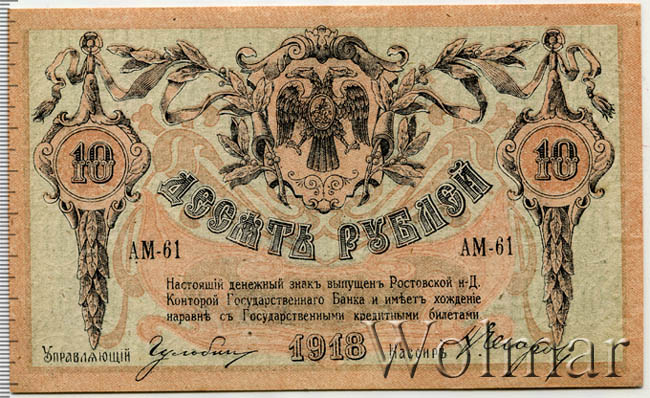 10 10
ДЕСЯТЬ РУБЛЕЙ
АМ-61 АМ-61
Настоящій денежный знакъ выпущенъ Ростовской н-Д.
Конторой Государственнаго Банка и имѣетъ хожденіе
наравнѣ съ Государственными кредитными билетами
Управляющій 1918 Кассиръ
Wolmar